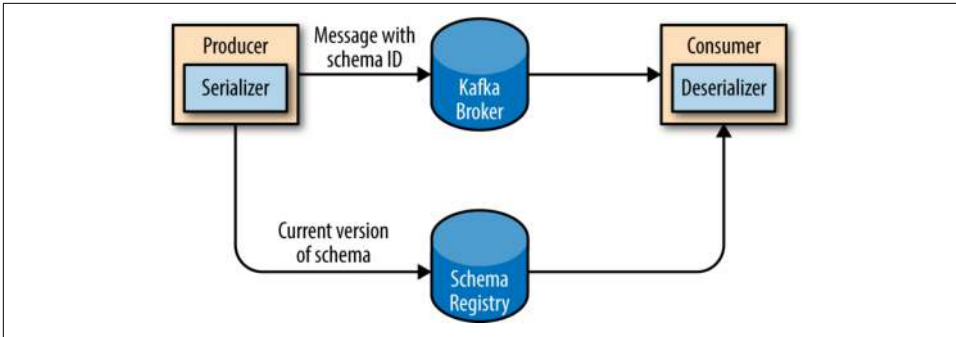 Producer
Serializer
Message with
schema ID
Kafka
Broker
Consumer
Deserializer
Current version
of schema
Schema
Registry